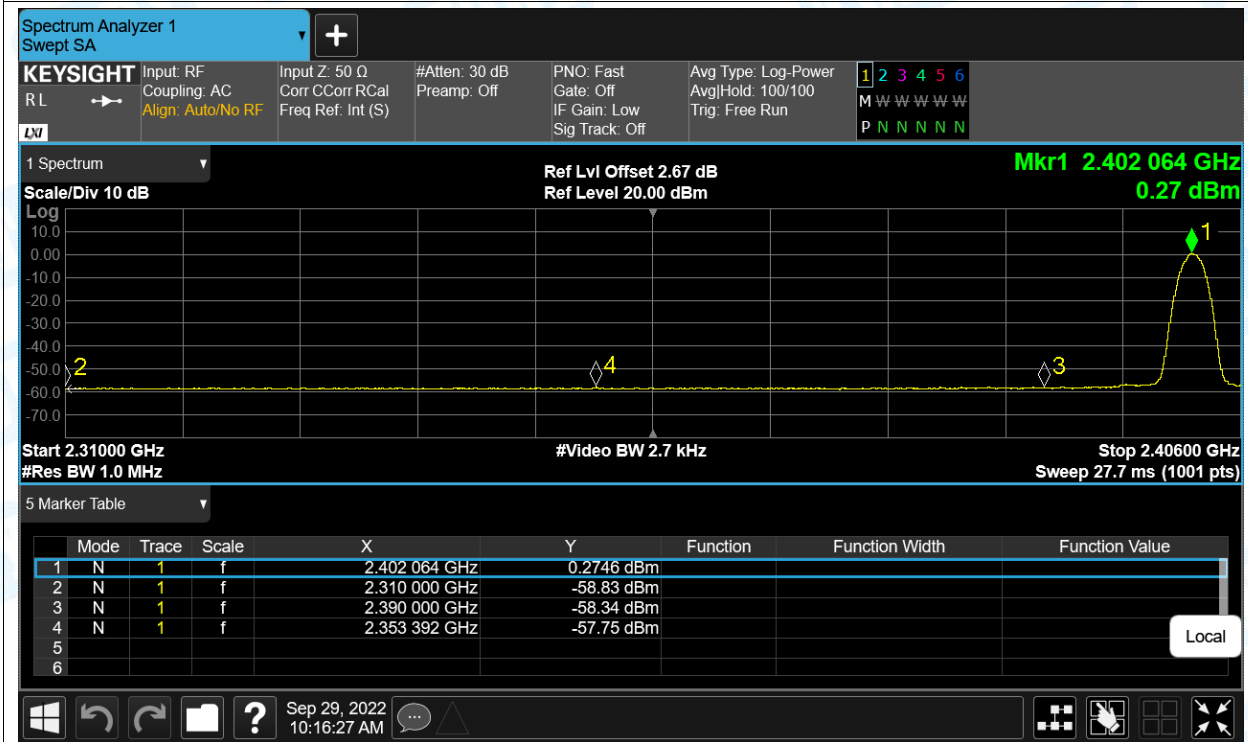 Spectrum Analyzer 1
Swept SA
+
KEYSIGHT
R L
LXI
Input: RF
Coupling: AC
Align: Auto/No RF
Input Z: 50 Ω
Corr CCorr RCal
Freq Ref: Int (S)
#Atten: 30 dB
Preamp: Off
PNO: Fast
Gate: Off
IF Gain: Low
Sig Track: Off
Avg Type: Log-Power
Avg|Hold: 100/100
Trig: Free Run
1 2 3 4 5 6
M W W W W W
P N N N N N
1 Spectrum
Scale/Div 10 dB
Ref Lvl Offset 2.67 dB
Ref Level 20.00 dBm
Mkr1 2.402 064 GHz
0.27 dBm
Log
10.0
0.00
-10.0
-20.0
-30.0
-40.0
-50.0
-60.0
-70.0
1
2
4
3
Start 2.31000 GHz
#Res BW 1.0 MHz
#Video BW 2.7 kHz
Stop 2.40600 GHz
Sweep 27.7 ms (1001 pts)
5 Marker Table
Mode Trace Scale X Y Function Function Width Function Value
1 N 1 f 2.402 064 GHz 0.2746 dBm
2 N 1 f 2.310 000 GHz -58.83 dBm
3 N 1 f 2.390 000 GHz -58.34 dBm
4 N 1 f 2.353 392 GHz -57.75 dBm
5
6
Local
?
Sep 29, 2022
10:16:27 AM